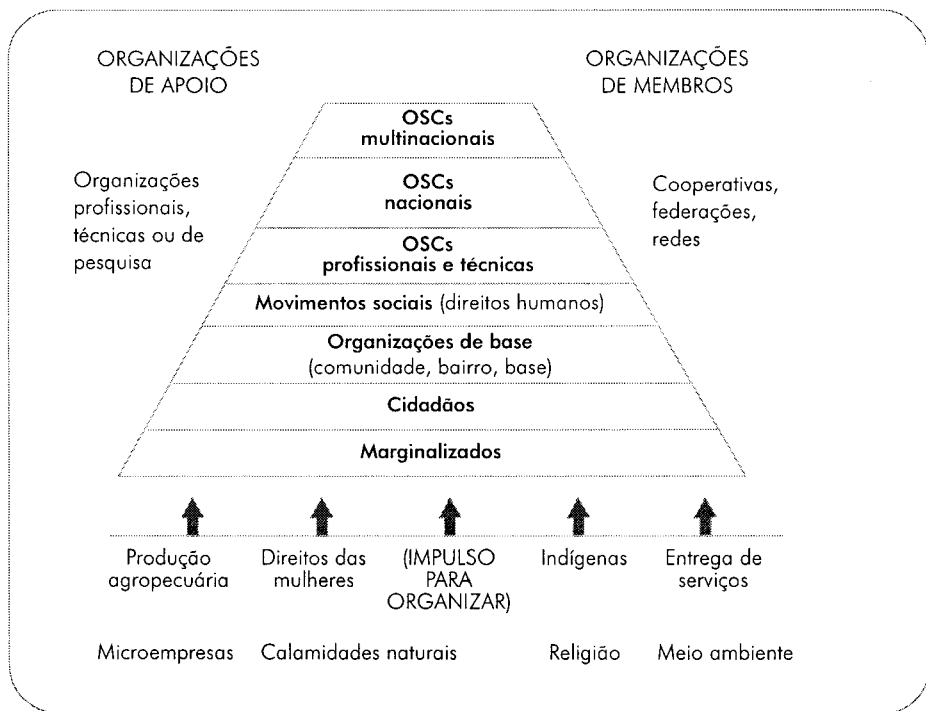 ORGANIZAÇÕES
DE APOIO
ORGANIZAÇÕES
DE MEMBROS
OSCs
multinacionais
Organizações
profissionais,
técnicas ou de
pesquisa
OSCs
nacionais
Cooperativas,
federações,
redes
OSCs
profissionais e técnicas
Movimentos sociais (direitos humanos)
Organizações de base
(comunidade, bairro, base)
Cidadãos
Marginalizados
Produção
agropecuária
Direitos das
mulheres
(IMPULSO
PARA
ORGANIZAR)
Indígenas
Entrega de
serviços
Microempresas
Calamidades naturais
Religião
Meio ambiente